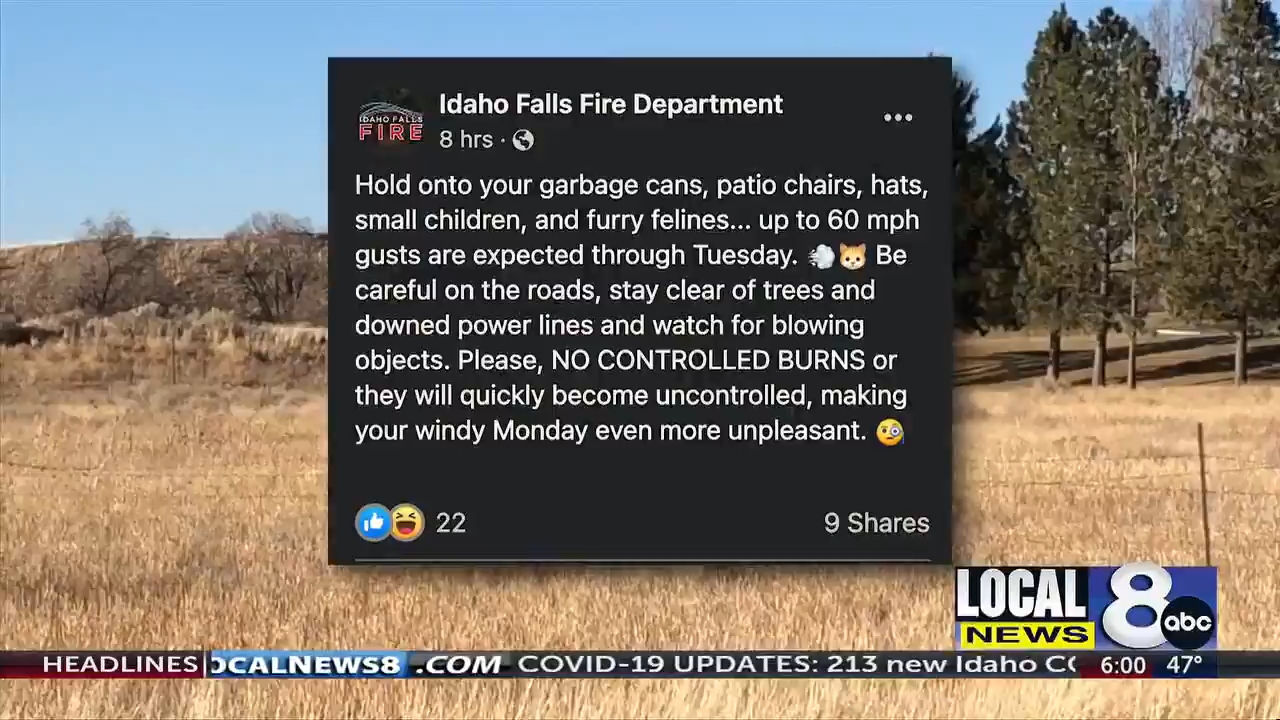 IDAHO FALLS
FIRE
Idaho Falls Fire Department
8 hrs ·
Hold onto your garbage cans, patio chairs, hats,
small children, and furry felines... up to 60 mph
gusts are expected through Tuesday. 💨🐱 Be
careful on the roads, stay clear of trees and
downed power lines and watch for blowing
objects. Please, NO CONTROLLED BURNS or
they will quickly become uncontrolled, making
your windy Monday even more unpleasant. 🧐
22
9 Shares
LOCAL
NEWS
8
abc
HEADLINES
OCALNEWS8.COM COVID-19 UPDATES: 213 new Idaho CO
6:00 47°